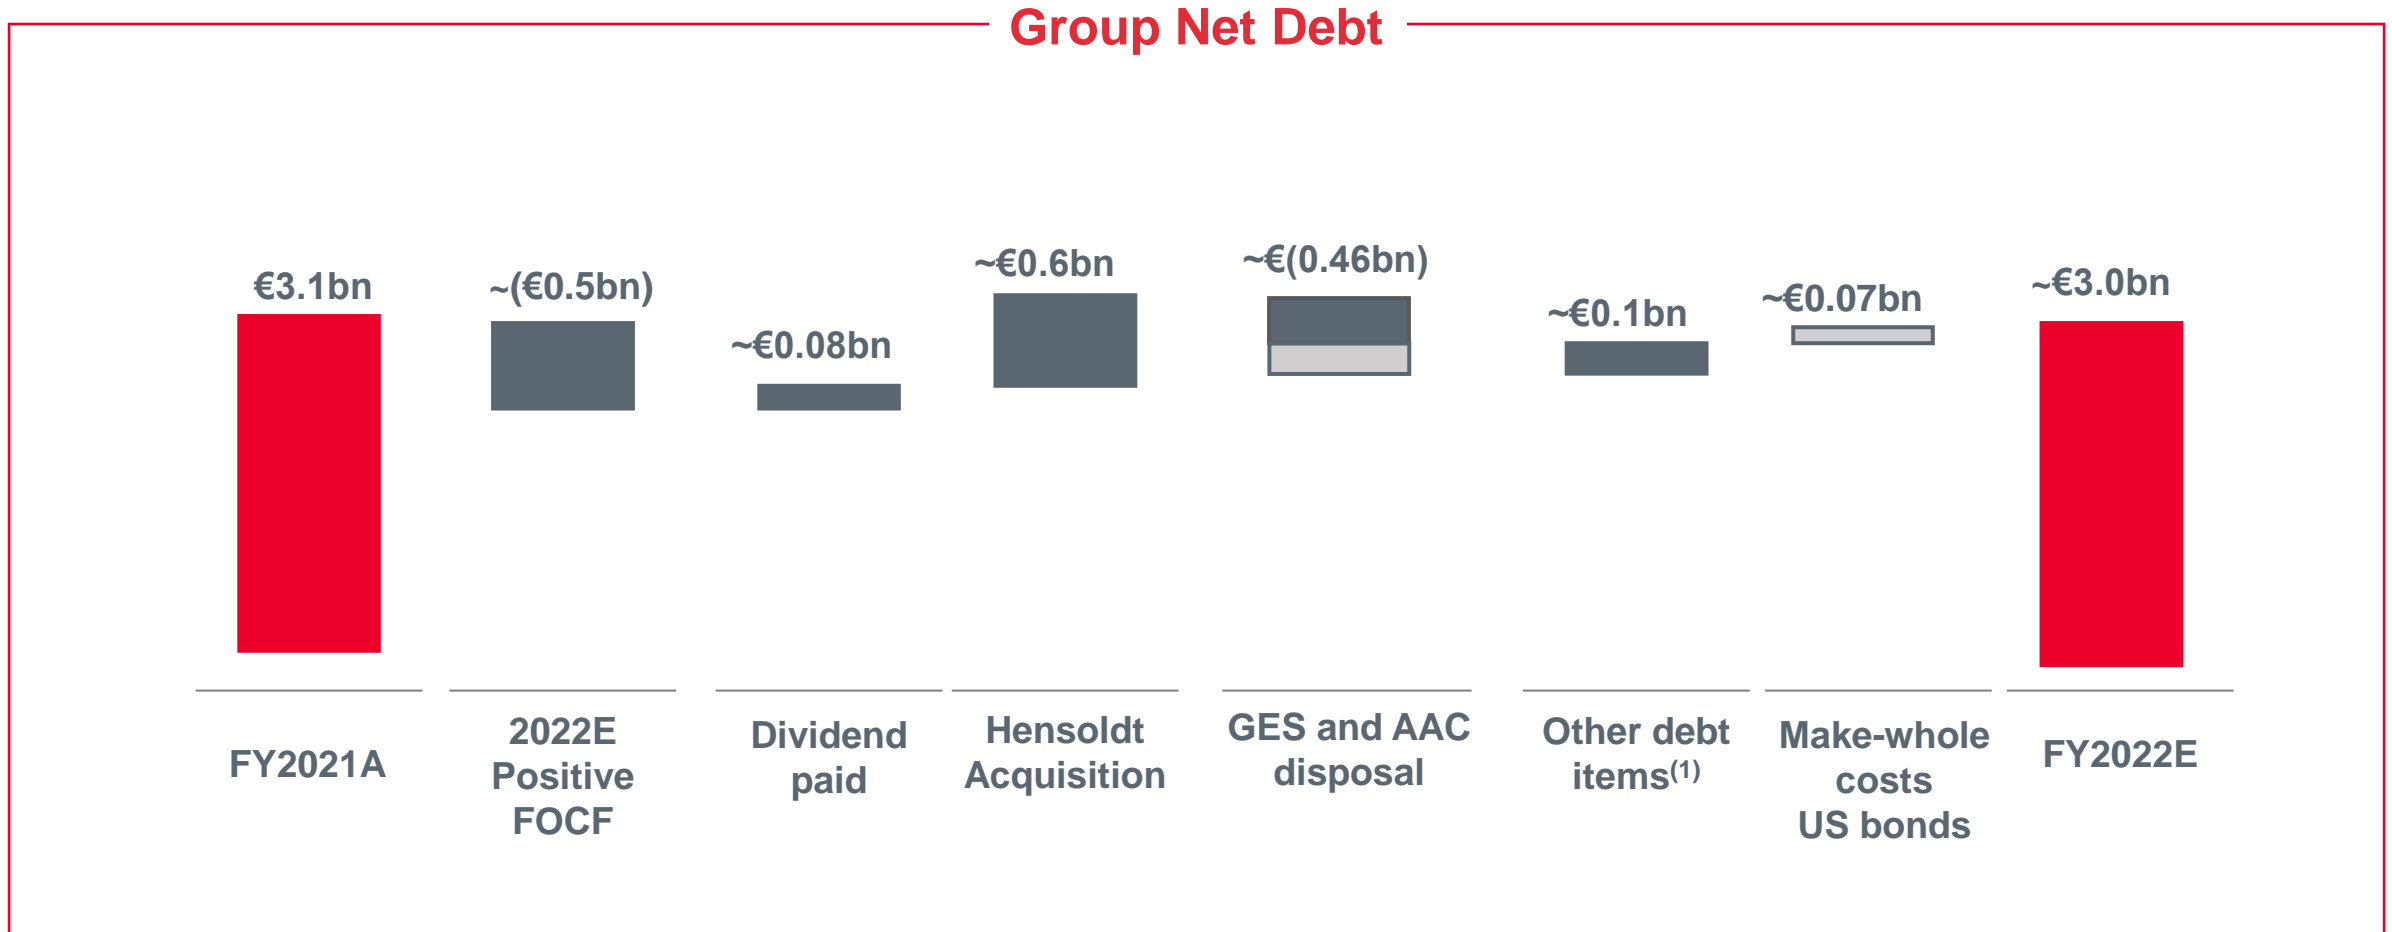 Group Net Debt
€3.1bn
~(€0.5bn)
~€0.08bn
~€0.6bn
~€(0.46bn)
~€0.1bn
~€0.07bn
~€3.0bn
FY2021A
2022E
Positive
FOCF
Dividend
paid
Hensoldt
Acquisition
GES and AAC
disposal
Other debt
items(1)
Make-whole
costs
US bonds
FY2022E